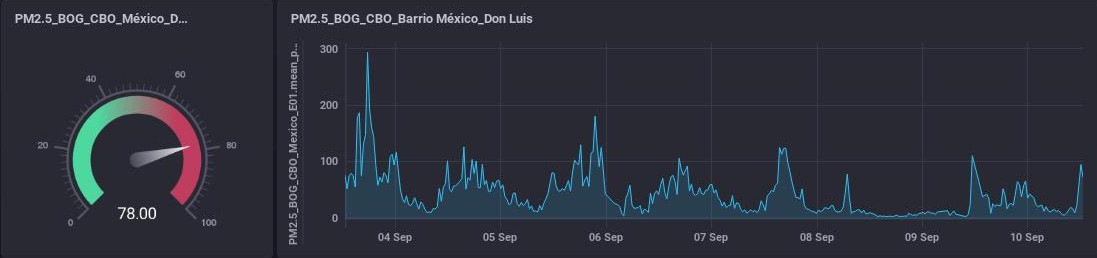 PM2.5_BOG_CBO_México_D...
40
60
20
80
0
100
78.00
PM2.5_BOG_CBO_Barrio México_Don Luis
PM2.5_BOG_CBO_Mexico_E01.mean_p...
300
200
100
0
04 Sep
05 Sep
06 Sep
07 Sep
08 Sep
09 Sep
10 Sep